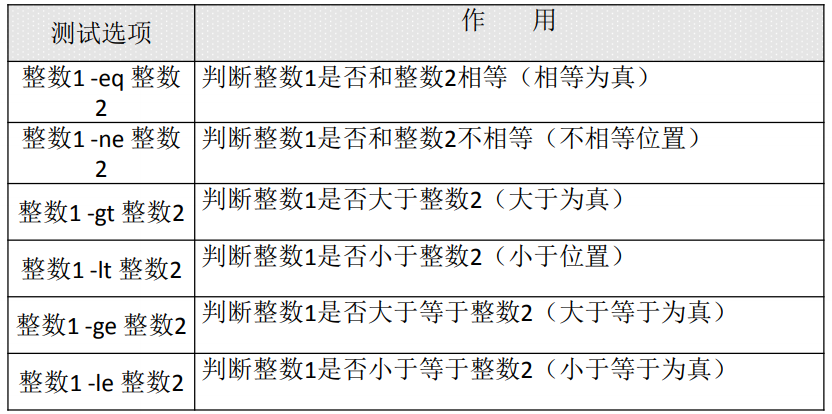 测试选项
作 用
整数1 -eq 整数
2
判断整数1是否和整数2相等（相等为真）
整数1 -ne 整数
2
判断整数1是否和整数2不相等（不相等位置）
整数1 -gt 整数2
判断整数1是否大于整数2（大于为真）
整数1 -lt 整数2
判断整数1是否小于整数2（小于位置）
整数1 -ge 整数2
判断整数1是否大于等于整数2（大于等于为真）
整数1 -le 整数2
判断整数1是否小于等于整数2（小于等于为真）